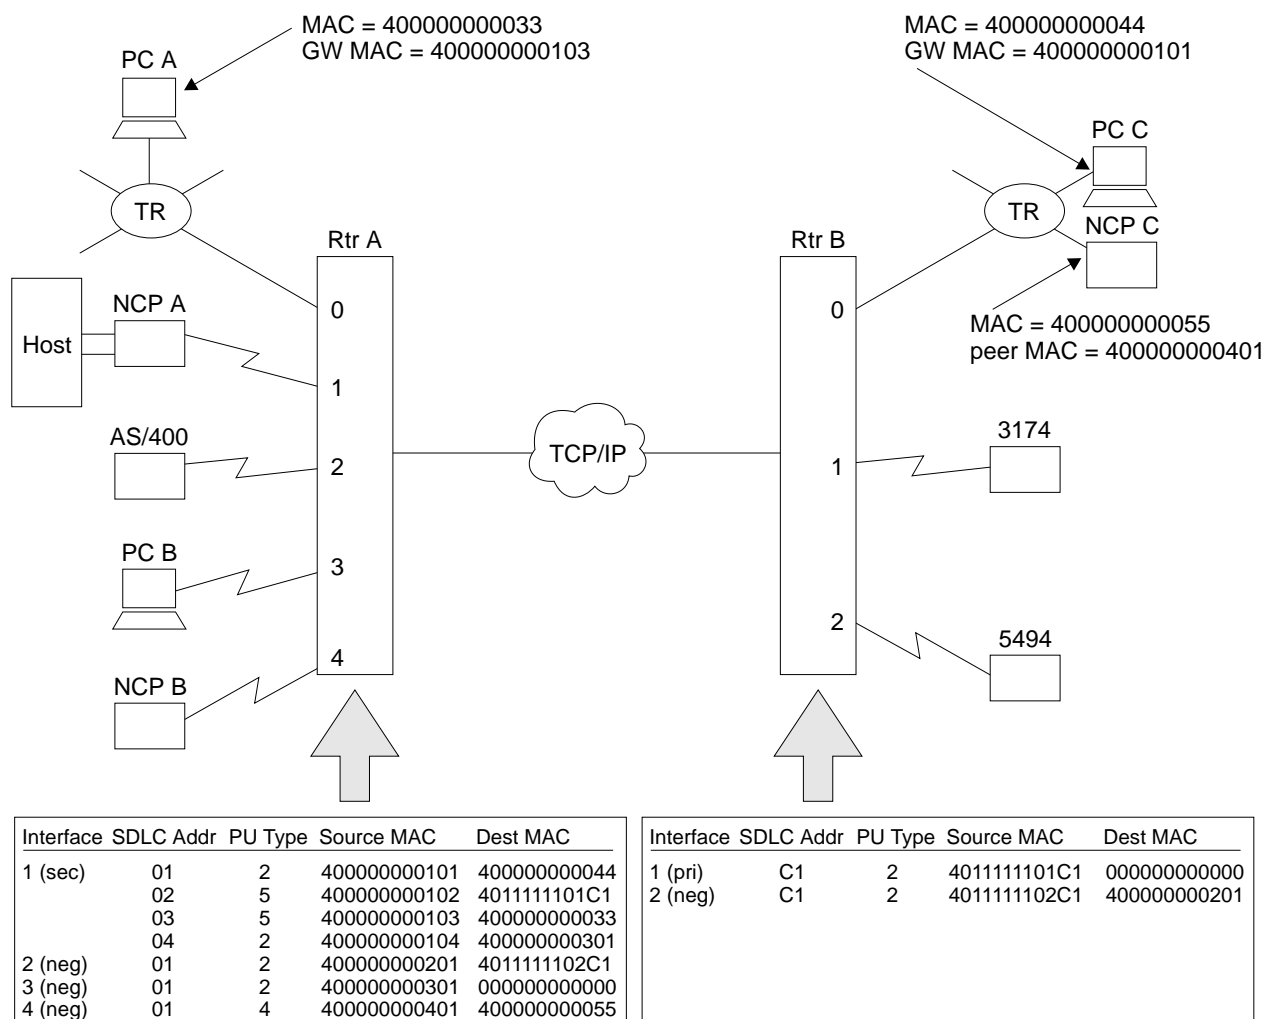 MAC = 400000000033
GW MAC = 400000000103
MAC = 400000000044
GW MAC = 400000000101
PC A
PC C
TR
TR
NCP C
Rtr A
Rtr B
NCP A
0
0
Host
MAC = 400000000055
peer MAC = 400000000401
1
AS/400
3174
TCP/IP
2
1
PC B
3
2
5494
4
NCP B
Interface SDLC Addr PU Type Source MAC Dest MAC
1 (sec) 01 2 400000000101 400000000044
02 5 400000000102 4011111101C1
03 5 400000000103 400000000033
04 2 400000000104 400000000301
2 (neg) 01 2 400000000201 4011111102C1
3 (neg) 01 2 400000000301 000000000000
4 (neg) 01 4 400000000401 400000000055
Interface SDLC Addr PU Type Source MAC Dest MAC
1 (pri) C1 2 4011111101C1 000000000000
2 (neg) C1 2 4011111102C1 400000000201